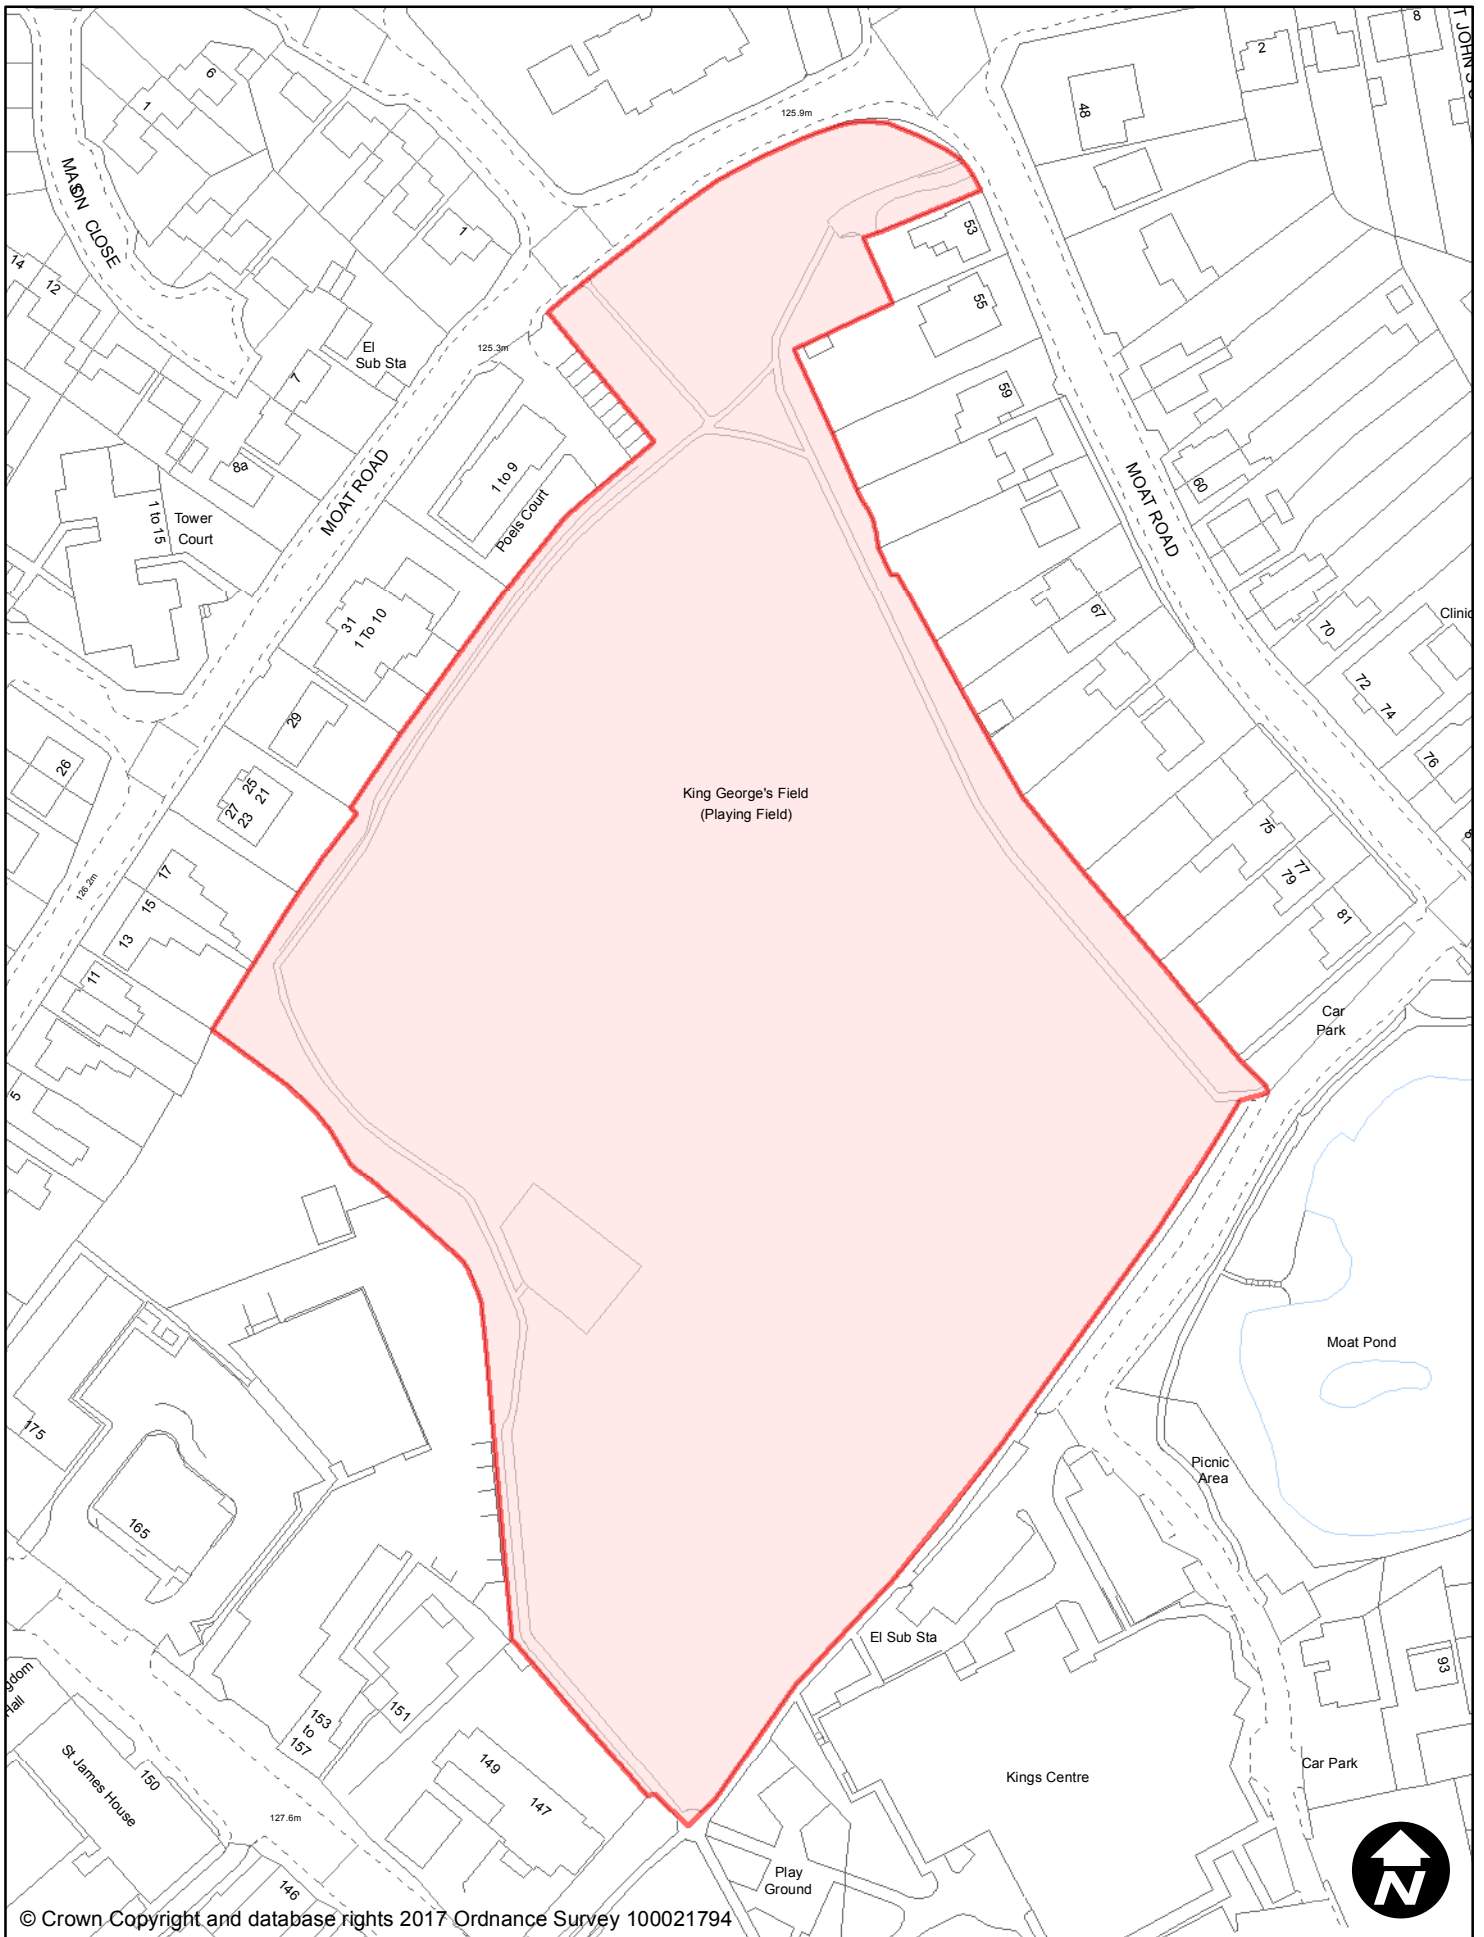 6
1
MASON CLOSE
1
14
12
El
Sub Sta
7
8a
125.9m
125.3m
48
2
8
53
55
59
MOAT ROAD
60
67
70
72
74
76
Clinic
1 to 9
Poels Court
MOAT ROAD
1 to 15
Tower
Court
31
1 To 10
29
26
25
21
27
23
King George's Field
(Playing Field)
75
77
79
81
126.2m
17
15
13
11
5
Car
Park
Moat Pond
Picnic
Area
175
165
El Sub Sta
93
153
to
157
151
149
147
150
St James House
127.6m
146
Kings Centre
Car Park
Play
Ground
N
© Crown Copyright and database rights 2017 Ordnance Survey 100021794